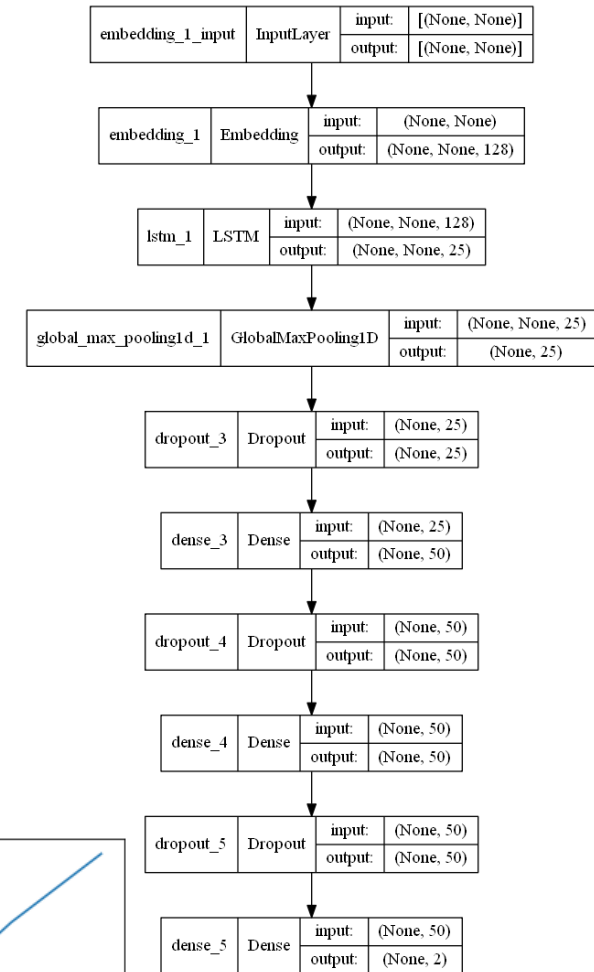 embedding_1_input InputLayer input: [(None, None)]
output: [(None, None)]
embedding_1 Embedding input: (None, None)
output: (None, None, 128)
lstm_1 LSTM input: (None, None, 128)
output: (None, None, 25)
global_max_pooling1d_1 GlobalMaxPooling1D input: (None, None, 25)
output: (None, 25)
dropout_3 Dropout input: (None, 25)
output: (None, 25)
dense_3 Dense input: (None, 25)
output: (None, 50)
dropout_4 Dropout input: (None, 50)
output: (None, 50)
dense_4 Dense input: (None, 50)
output: (None, 50)
dropout_5 Dropout input: (None, 50)
output: (None, 50)
dense_5 Dense input: (None, 50)
output: (None, 2)